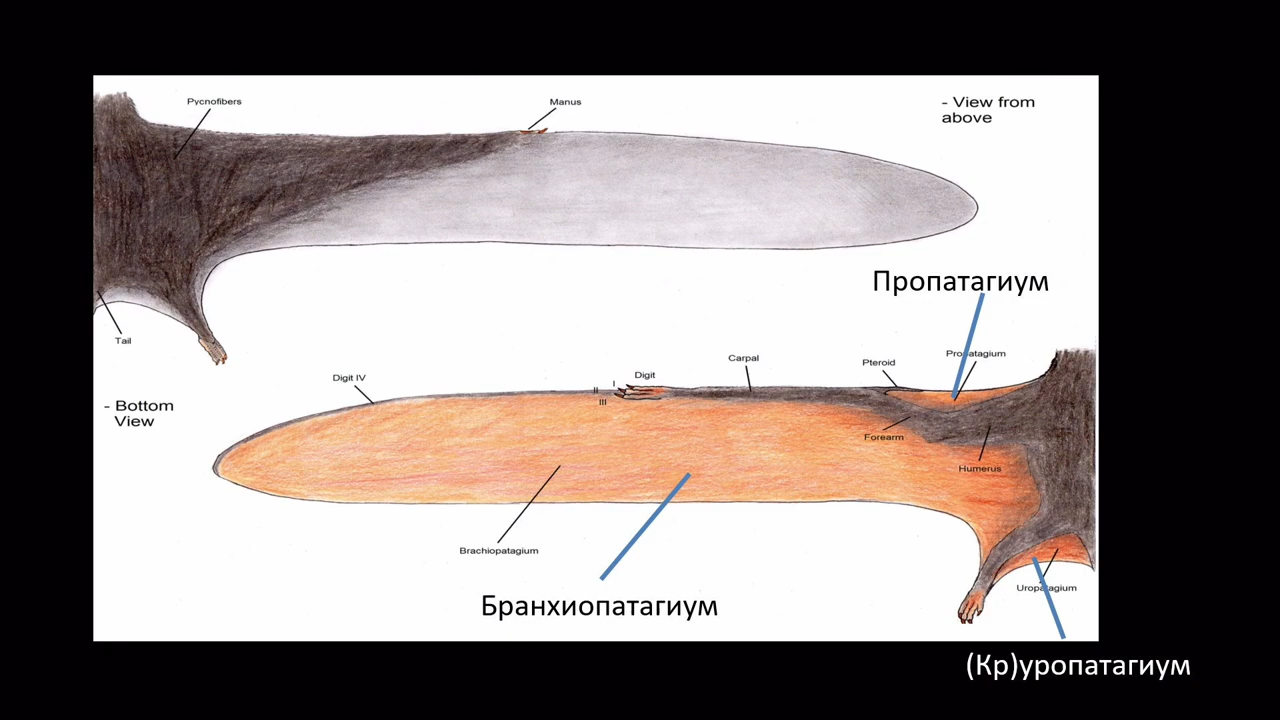 Pycnofibers
Manus
- View from
above
Пропатагиум
Tail
Propatagium
Carpal
Pteroid
Digit
Digit IV
I
II
III
- Bottom
View
Forearm
Humerus
Brachiopatagium
Uropatagium
Бранхиопатагиум
(Кр)уропатагиум